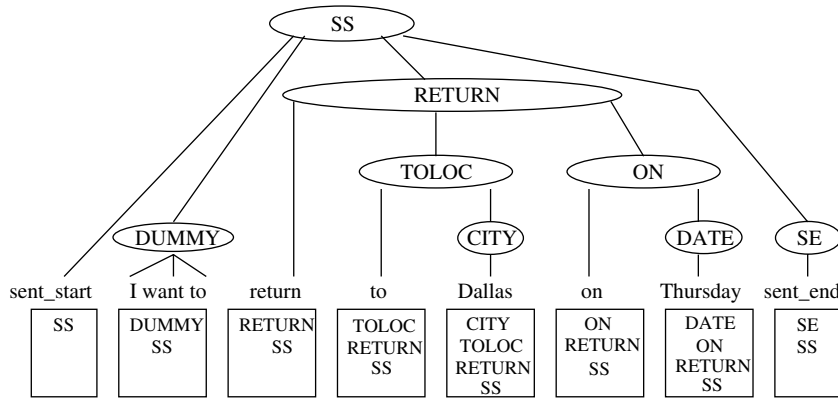 SS
RETURN
TOLOC ON
DUMMY CITY DATE SE
sent_start I want to return to Dallas on Thursday sent_end
SS DUMMY RETURN TOLOC CITY ON DATE SE
SS SS RETURN TOLOC RETURN ON SS
SS RETURN SS RETURN
SS SS